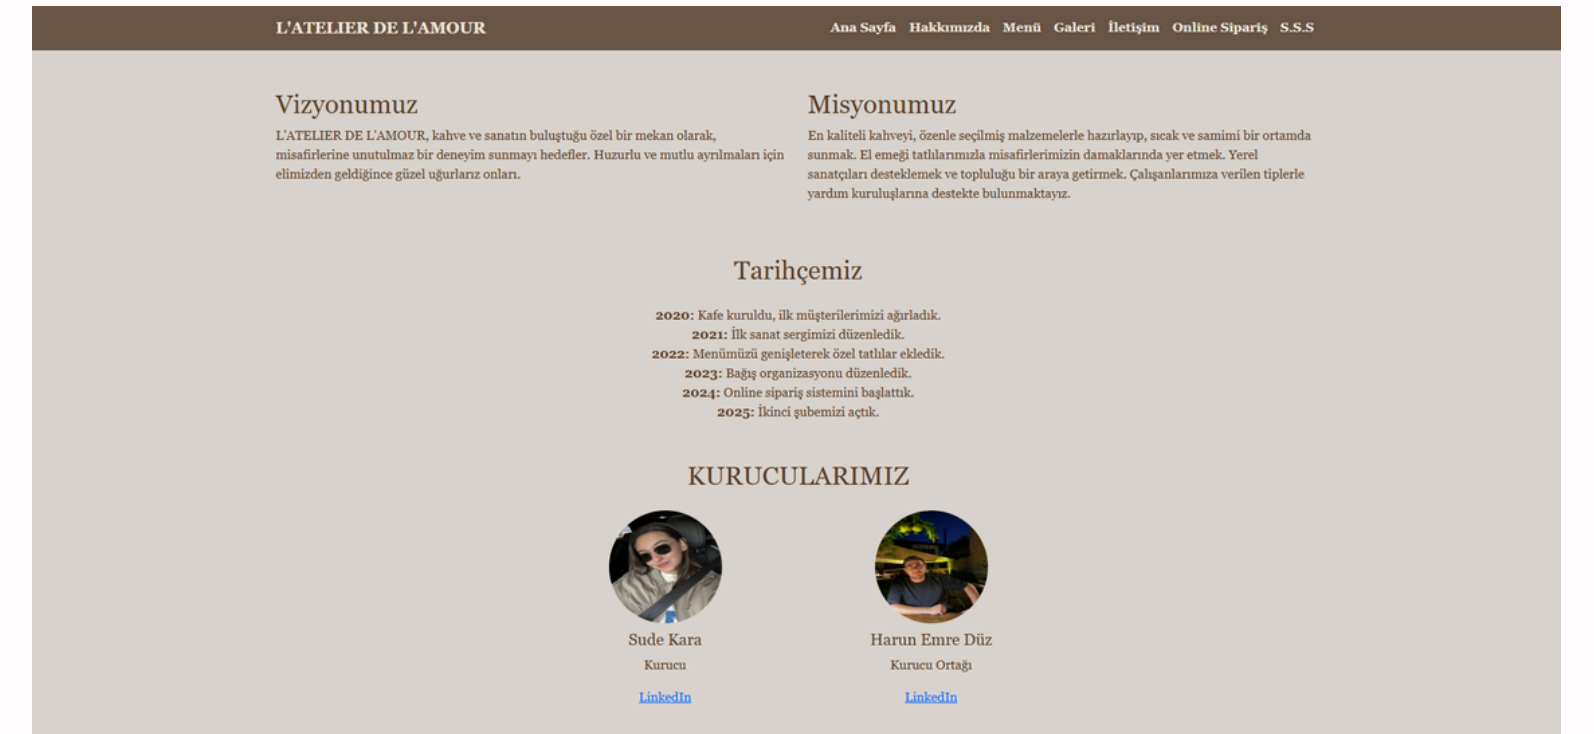 L'ATELIER DE L'AMOUR
Ana Sayfa Hakkımızda Menü Galeri İletişim Online Sipariş S.S.S
Vizyonumuz
L'ATELIER DE L'AMOUR, kahve ve sanatın buluştuğu özel bir mekan olarak,
misafirlerine unutulmaz bir deneyim sunmayı hedefler. Huzurlu ve mutlu ayrılmaları için
elimizden geldiğince güzel uğurlarız onları.
Misyonumuz
En kaliteli kahveyi, özenle seçilmiş malzemelerle hazırlayıp, sıcak ve samimi bir ortamda
sunmak. El emeği tatlılarımızla misafirlerimizin damaklarında yer etmek. Yerel
sanatçıları desteklemek ve topluluğu bir araya getirmek. Çalışanlarımıza verilen tiplerle
yardım kuruluşlarına destekte bulunmaktayız.
Tarihçemiz
2020: Kafe kuruldu, ilk müşterilerimizi ağırladık.
2021: İlk sanat sergimizi düzenledik.
2022: Menümüzü genişleterek özel tatlılar ekledik.
2023: Bağış organizasyonu düzenledik.
2024: Online sipariş sistemini başlattık.
2025: İkinci şubemizi açtık.
KURUCULARIMIZ
Sude Kara
Kurucu
LinkedIn
Harun Emre Düz
Kurucu Ortağı
LinkedIn